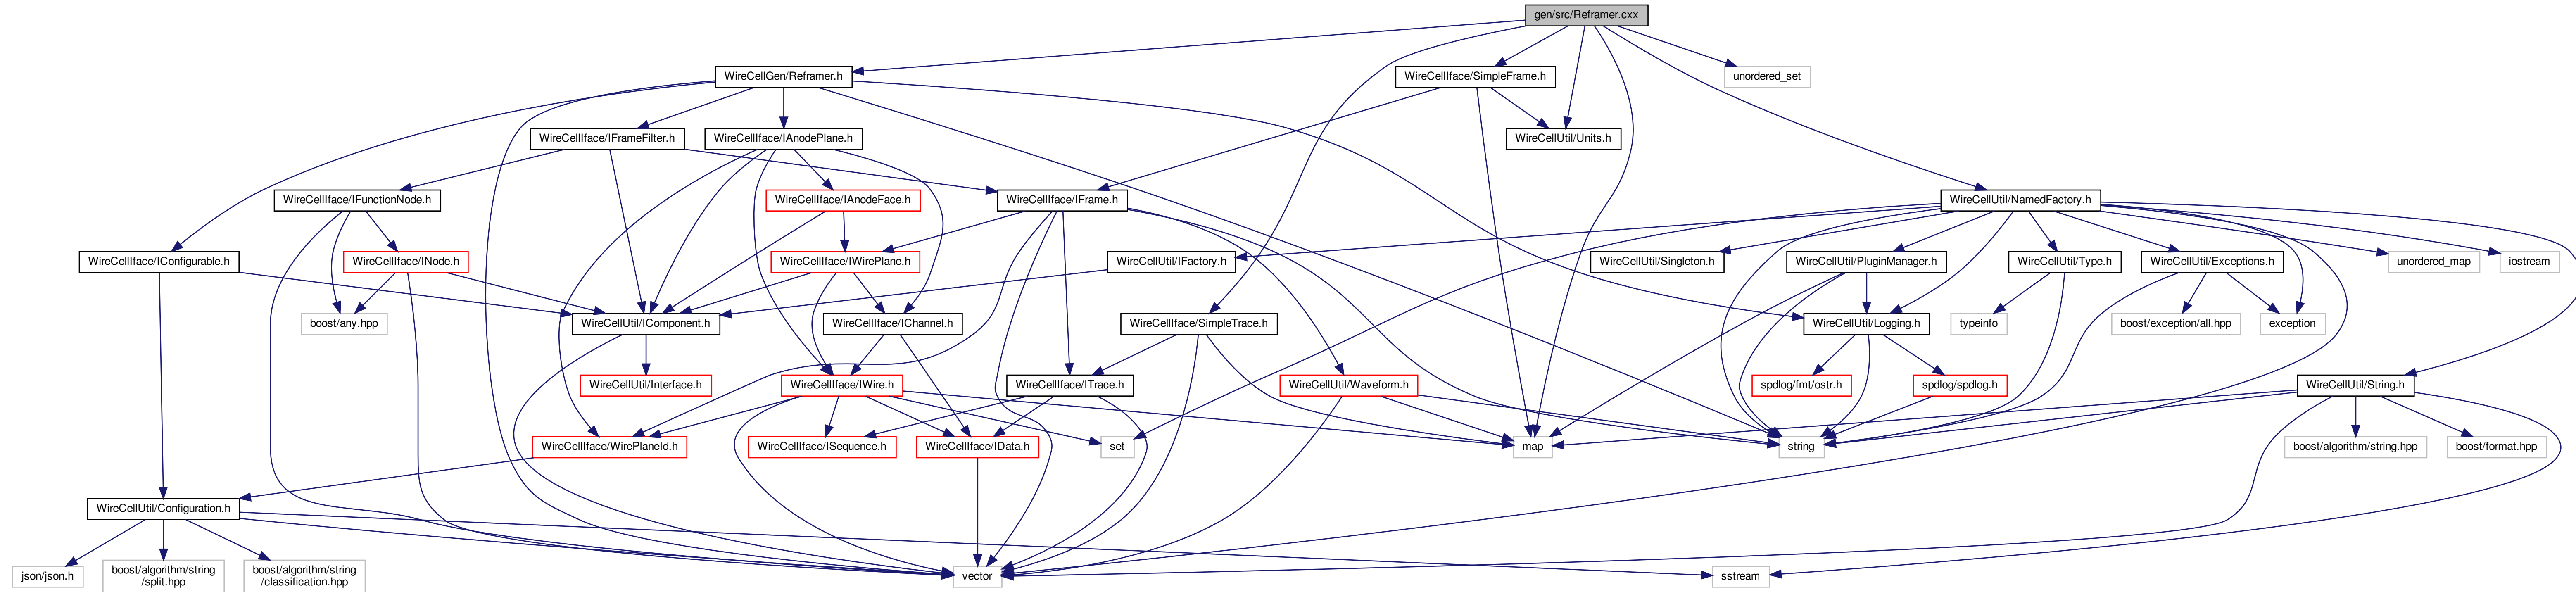 gen/src/Reframer.cxx
WireCellGen/Reframer.h
WireCellIface/SimpleFrame.h
unordered_set
WireCellIface/IFrameFilter.h
WireCellIface/IAnodePlane.h
WireCellUtil/Units.h
WireCellIface/IFunctionNode.h
WireCellIface/IAnodeFace.h
WireCellIface/IFrame.h
WireCellUtil/NamedFactory.h
WireCellIface/IConfigurable.h
WireCellIface/INode.h
WireCellIface/IWirePlane.h
WireCellUtil/IFactory.h
WireCellUtil/Singleton.h
WireCellUtil/PluginManager.h
WireCellUtil/Type.h
WireCellUtil/Exceptions.h
unordered_map
iostream
boost/any.hpp
WireCellUtil/IComponent.h
WireCellIface/IChannel.h
WireCellIface/SimpleTrace.h
WireCellUtil/Logging.h
typeinfo
boost/exception/all.hpp
exception
WireCellUtil/Interface.h
WireCellIface/IWire.h
WireCellIface/ITrace.h
WireCellUtil/Waveform.h
spdlog/fmt/ostr.h
spdlog/spdlog.h
WireCellUtil/String.h
WireCellIface/WirePlaneId.h
WireCellIface/ISequence.h
WireCellIface/IData.h
set
map
string
boost/algorithm/string.hpp
boost/format.hpp
WireCellUtil/Configuration.h
json/json.h
boost/algorithm/string
/split.hpp
boost/algorithm/string
/classification.hpp
vector
sstream